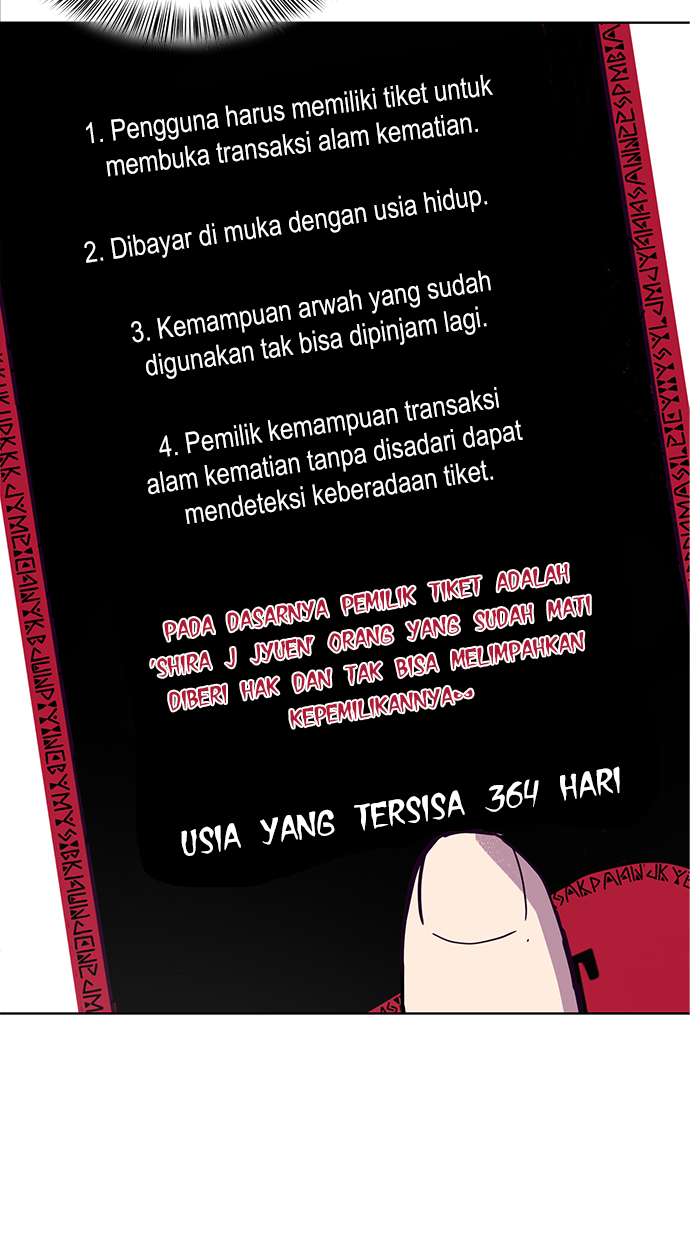 1. Pengguna harus memiliki tiket untuk
membuka transaksi alam kematian.
2. Dibayar di muka dengan usia hidup.
3. Kemampuan arwah yang sudah
digunakan tak bisa dipinjam lagi.
4. Pemilik kemampuan transaksi
alam kematian tanpa disadari dapat
mendeteksi keberadaan tiket.
PADA DASARNYA PEMILIK TIKET ADALAH
'SHIRA J JYUEN' ORANG YANG SUDAH MATI
DIBERI HAK DAN TAK BISA MELIMPAHKAN
KEPEMILIKANNYA∞
USIA YANG TERSISA 364 HARI